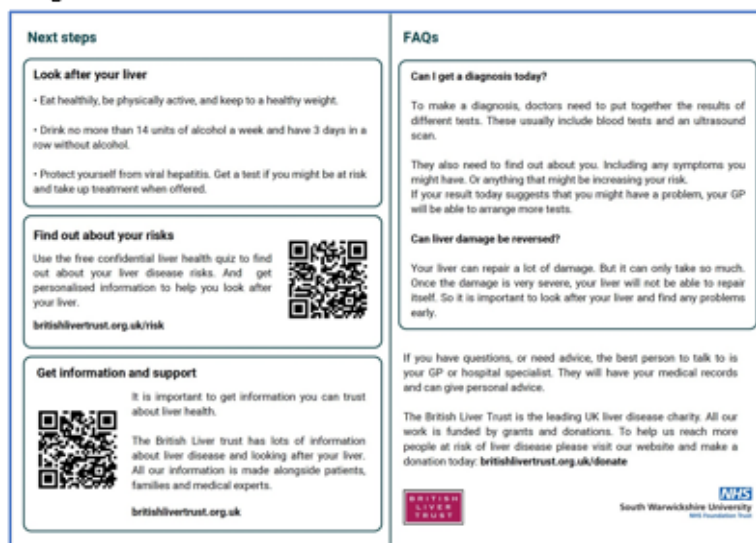 Next steps
Look after your liver
• Eat healthily, be physically active, and keep to a healthy weight.
• Drink no more than 14 units of alcohol a week and have 3 days in a
row without alcohol.
• Protect yourself from viral hepatitis. Get a test if you might be at risk
and take up treatment when offered.
Find out about your risks
Use the free confidential liver health quiz to find
out about your liver disease risks. And get
personalised information to help you look after
your liver.
britishlivertrust.org.uk/risk
Get information and support
It is important to get information you can trust
about liver health.
The British Liver trust has lots of information
about liver disease and looking after your liver.
All our information is made alongside patients,
families and medical experts.
britishlivertrust.org.uk
FAQs
Can I get a diagnosis today?
To make a diagnosis, doctors need to put together the results of
different tests. These usually include blood tests and an ultrasound
scan.
They also need to find out about you. Including any symptoms you
might have. Or anything that might be increasing your risk.
If your result today suggests that you might have a problem, your GP
will be able to arrange more tests.
Can liver damage be reversed?
Your liver can repair a lot of damage. But it can only take so much.
Once the damage is very severe, your liver will not be able to repair
itself. So it is important to look after your liver and find any problems
early.
If you have questions, or need advice, the best person to talk to is
your GP or hospital specialist. They will have your medical records
and can give personal advice.
The British Liver Trust is the leading UK liver disease charity. All our
work is funded by grants and donations. To help us reach more
people at risk of liver disease please visit our website and make a
donation today: britishlivertrust.org.uk/donate
BRITISH
LIVER
TRUST
NHS
South Warwickshire University
NHS Foundation Trust